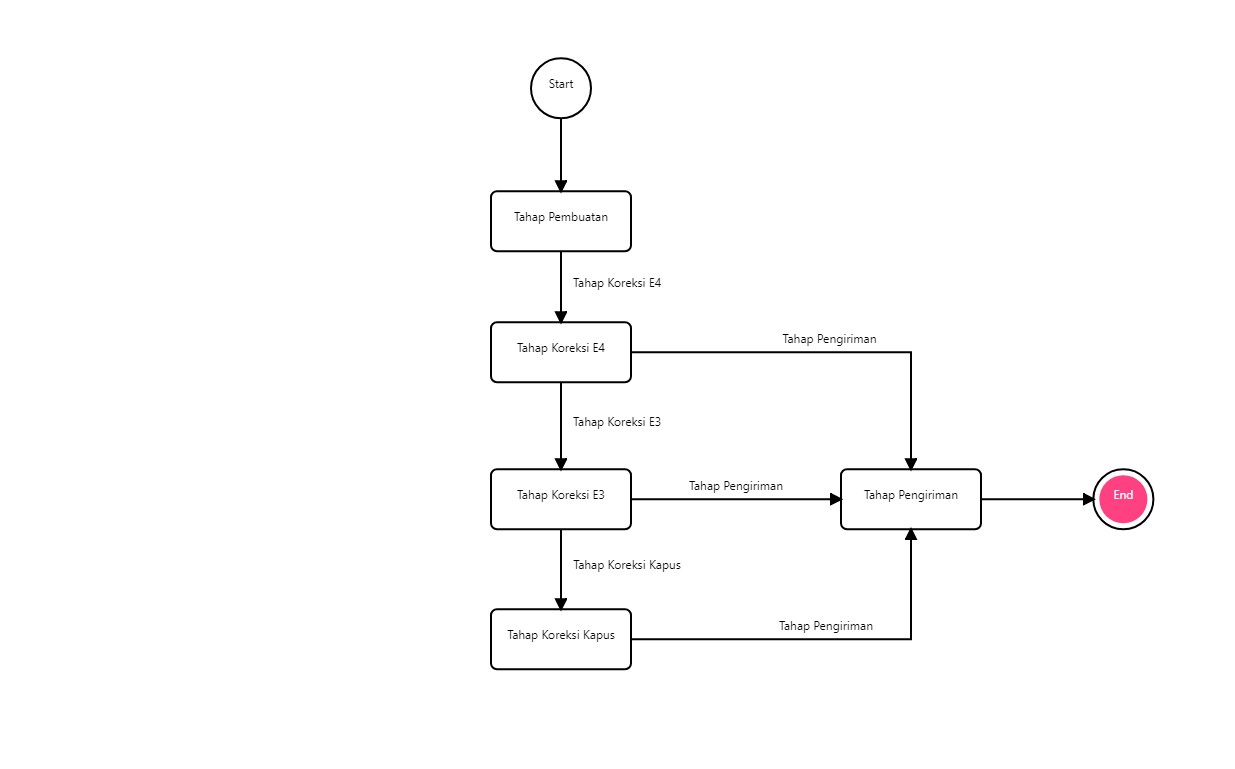 Start
Tahap Pembuatan
Tahap Koreksi E4
Tahap Koreksi E4
Tahap Pengiriman
Tahap Koreksi E3
Tahap Koreksi E3
Tahap Pengiriman
Tahap Pengiriman
End
Tahap Koreksi Kapus
Tahap Koreksi Kapus
Tahap Pengiriman